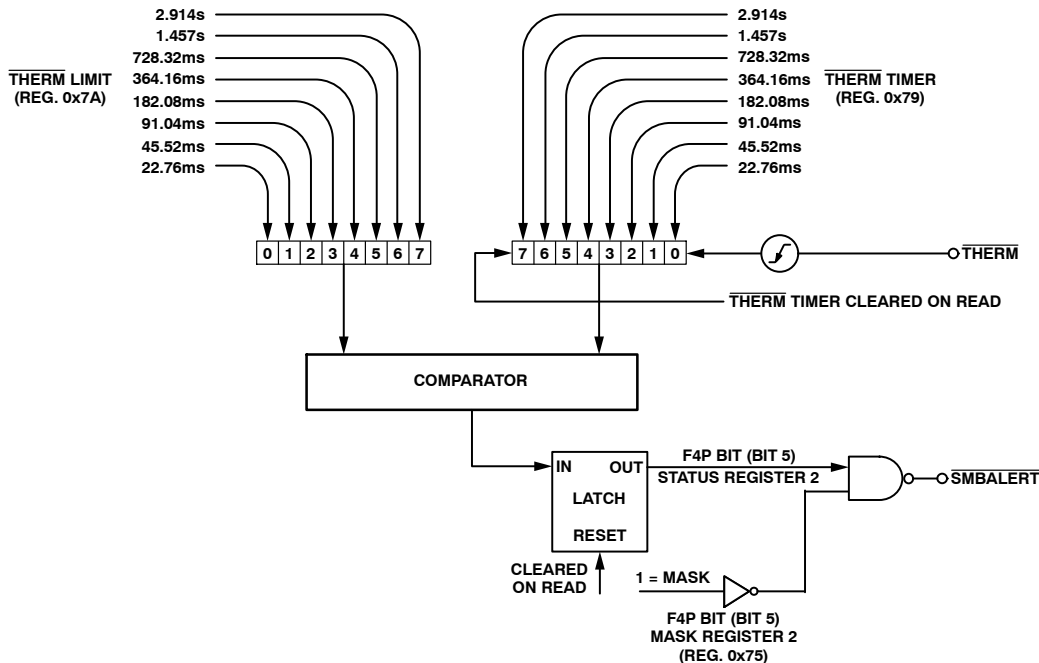 2.914s
1.457s
728.32ms
364.16ms
182.08ms
91.04ms
45.52ms
22.76ms
THERM LIMIT
(REG. 0x7A)
0 1 2 3 4 5 6 7
2.914s
1.457s
728.32ms
364.16ms
182.08ms
91.04ms
45.52ms
22.76ms
THERM TIMER
(REG. 0x79)
7 6 5 4 3 2 1 0
THERM
THERM TIMER CLEARED ON READ
COMPARATOR
IN OUT
LATCH
RESET
CLEARED
ON READ
F4P BIT (BIT 5)
STATUS REGISTER 2
SMBALERT
1 = MASK
F4P BIT (BIT 5)
MASK REGISTER 2
(REG. 0x75)